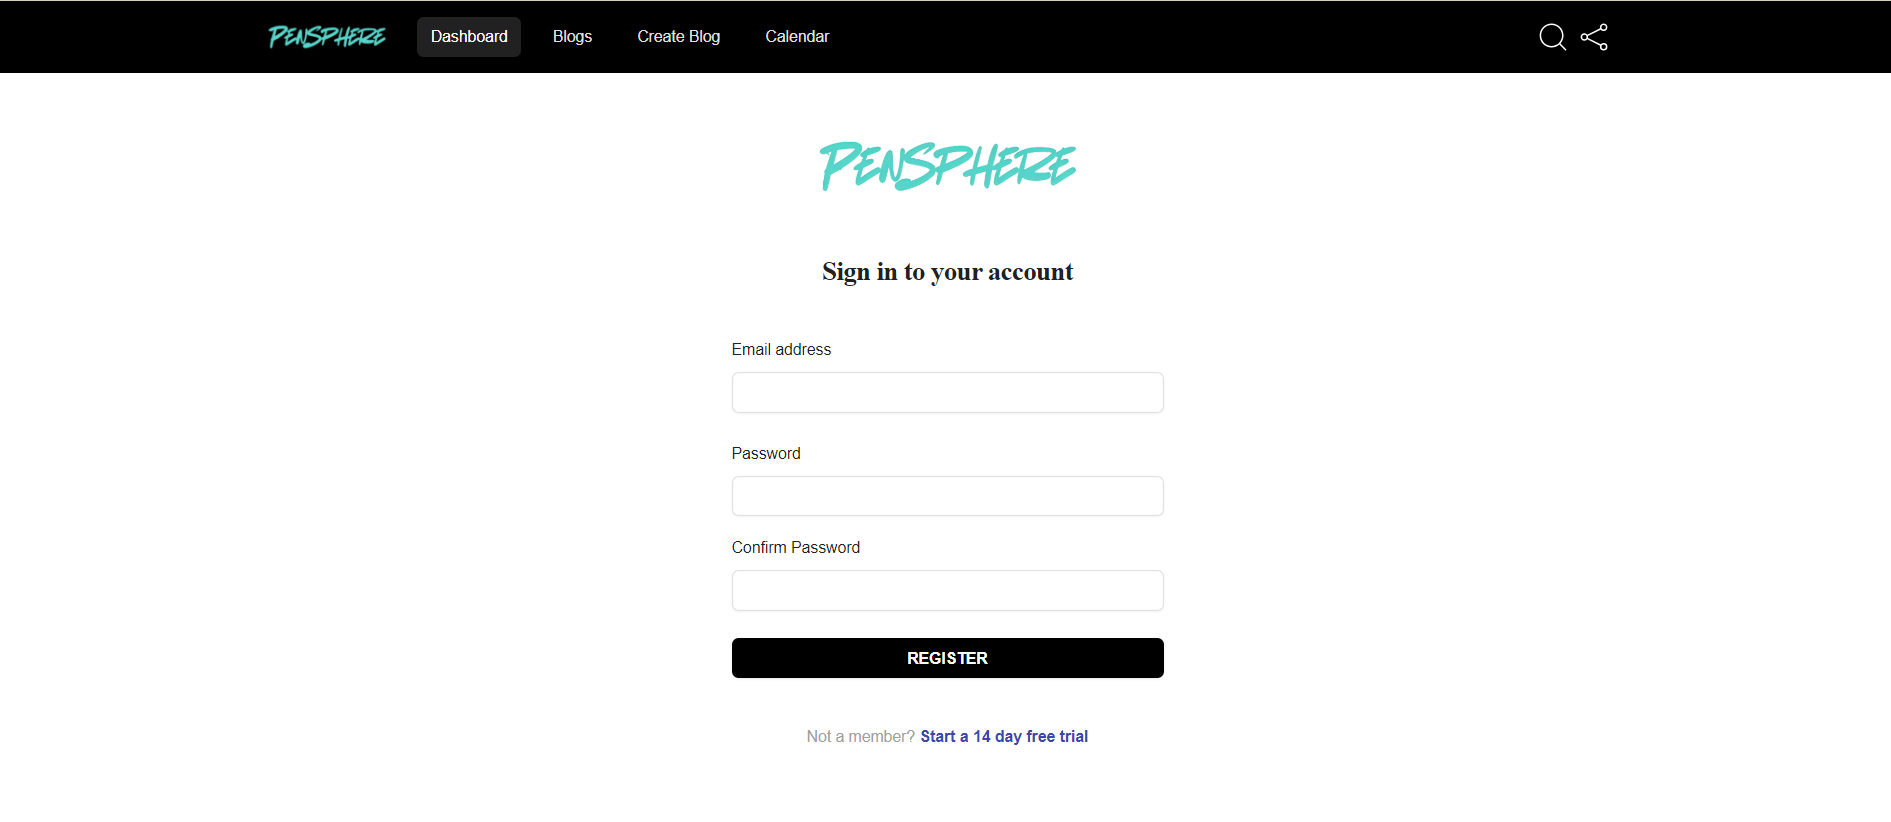 PENSPHERE Dashboard Blogs Create Blog Calendar
PENSPHERE
Sign in to your account
Email address
Password
Confirm Password
REGISTER
Not a member? Start a 14 day free trial